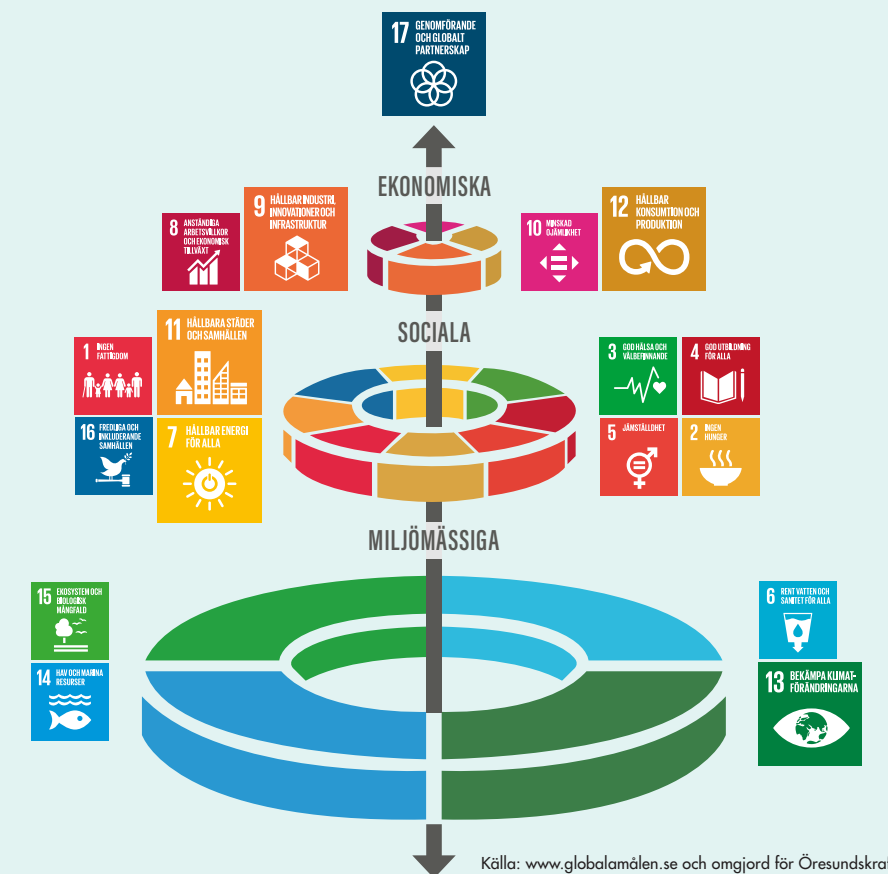 17 GENOMFÖRANDE
OCH GLOBALT
PARTNERSKAP
EKONOMISKA
8 ANSTÄNDIGA
ARBETSVILLKOR
OCH EKONOMISK
TILLVÄXT
9 HÅLLBAR INDUSTRI,
INNOVATIONER OCH
INFRASTRUKTUR
10 MINSKAD
OJÄMLIKHET
12 HÅLLBAR
KONSUMTION OCH
PRODUKTION
SOCIALA
1 INGEN
FATTIGDOM
11 HÅLLBARA STÄDER
OCH SAMHÄLLEN
3 GOD HÄLSA OCH
VÄLBEFINNANDE
4 GOD UTBILDNING
FÖR ALLA
16 FREDLIGA OCH
INKLUDERANDE
SAMHÄLLEN
7 HÅLLBAR ENERGI
FÖR ALLA
5 JÄMSTÄLLDHET
2 INGEN
HUNGER
MILJÖMÄSSIGA
15 EKOSYSTEM OCH
BIOLOGISK
MÅNGFALD
6 RENT VATTEN OCH
SANITET FÖR ALLA
14 HAV OCH MARINA
RESURSER
13 BEKÄMPA KLIMAT-
FÖRÄNDRINGARNA
Källa: www.globalamålen.se och omgjord för Öresundskraf